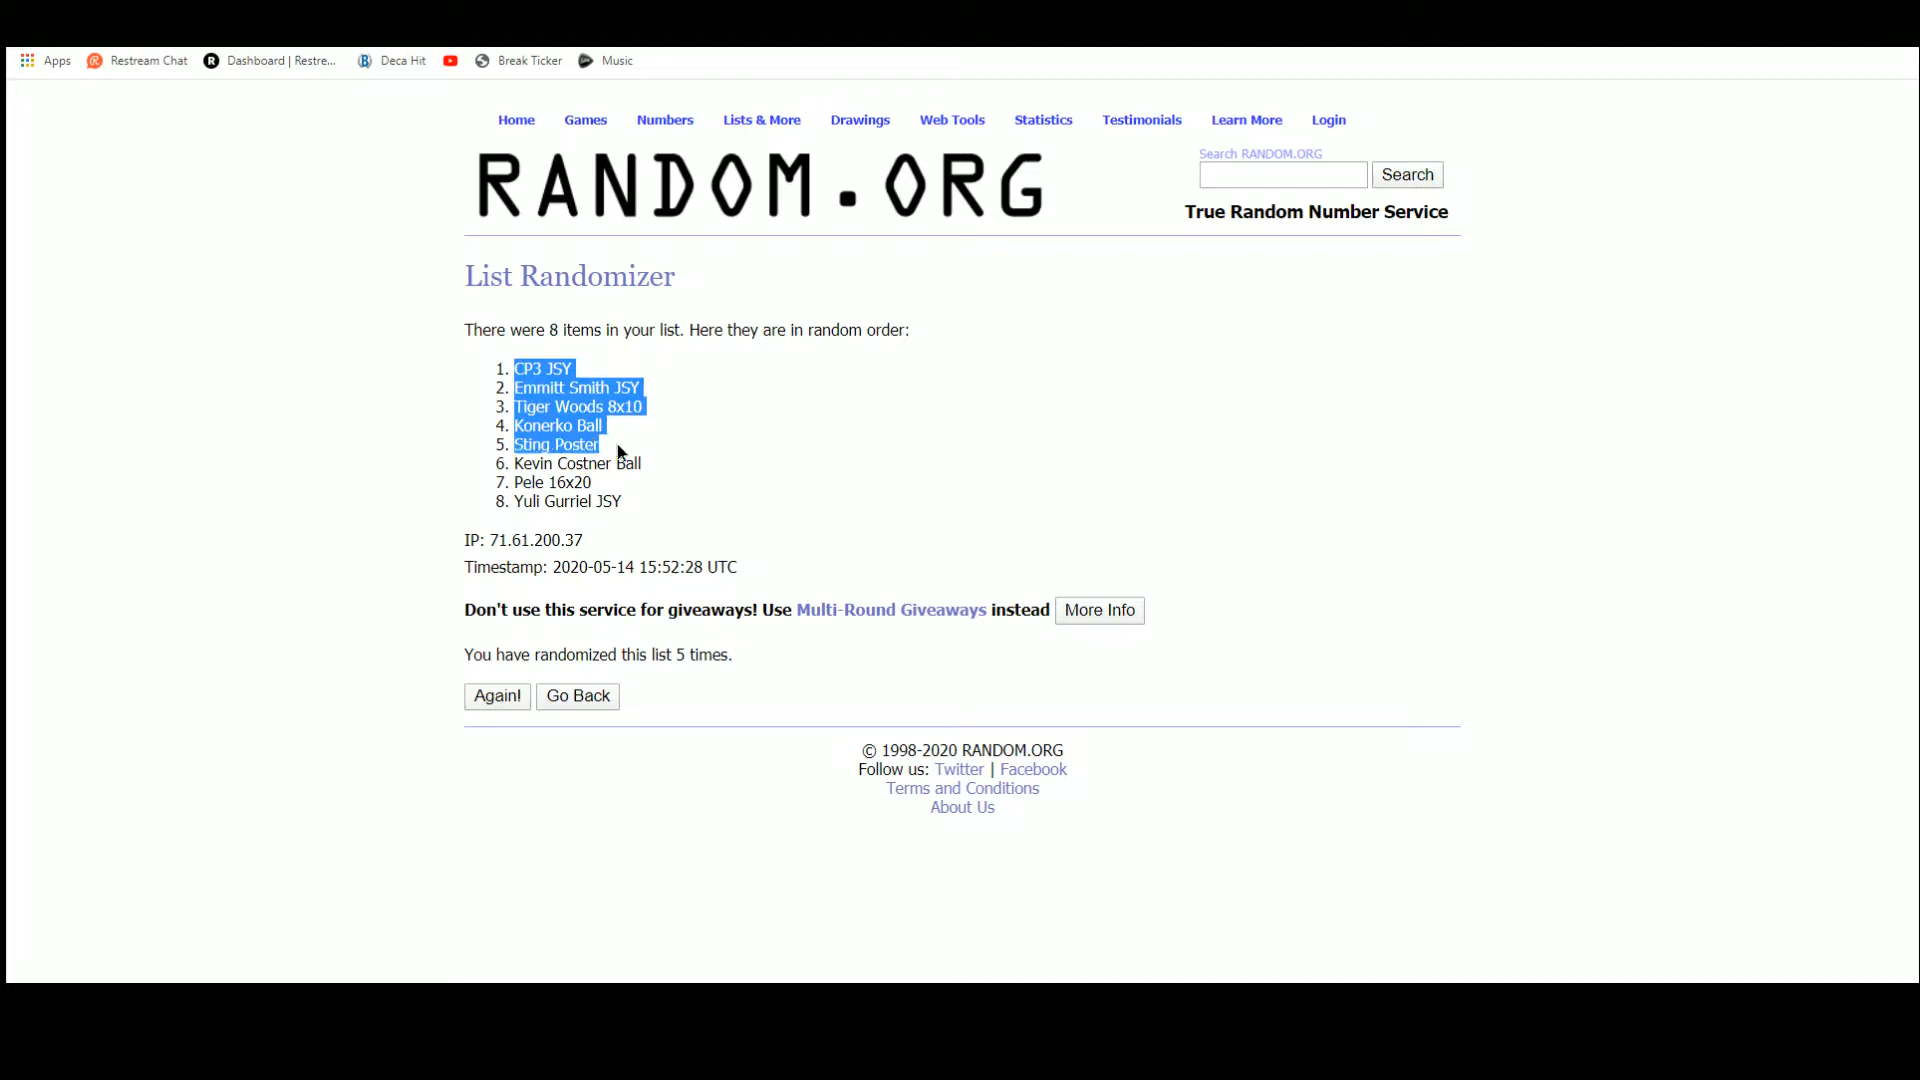 Apps Restream Chat Dashboard | Restre... Deca Hit Break Ticker Music
Home Games Numbers Lists & More Drawings Web Tools Statistics Testimonials Learn More Login
RANDOM.ORG
Search RANDOM.ORG
Search
True Random Number Service
List Randomizer
There were 8 items in your list. Here they are in random order:
1. CP3 JSY
2. Emmitt Smith JSY
3. Tiger Woods 8x10
4. Konerko Ball
5. Sting Poster
6. Kevin Costner Ball
7. Pele 16x20
8. Yuli Gurriel JSY
IP: 71.61.200.37
Timestamp: 2020-05-14 15:52:28 UTC
Don't use this service for giveaways! Use Multi-Round Giveaways instead More Info
You have randomized this list 5 times.
Again! Go Back
© 1998-2020 RANDOM.ORG
Follow us: Twitter | Facebook
Terms and Conditions
About Us